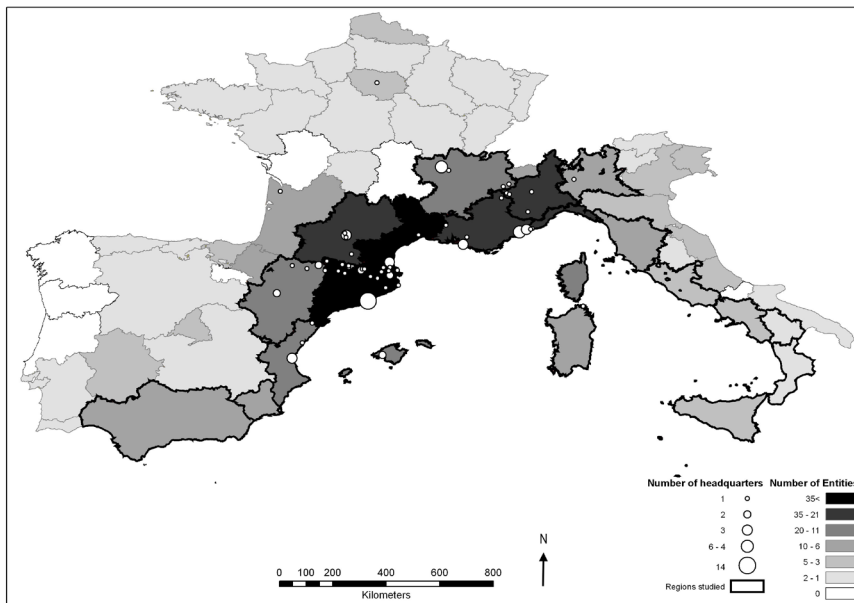 Number of headquarters
1
2
3
6 - 4
14
Regions studied
Number of Entities
35<
35 - 21
20 - 11
10 - 6
5 - 3
2 - 1
0
N
0 100 200 400 600 800
Kilometers